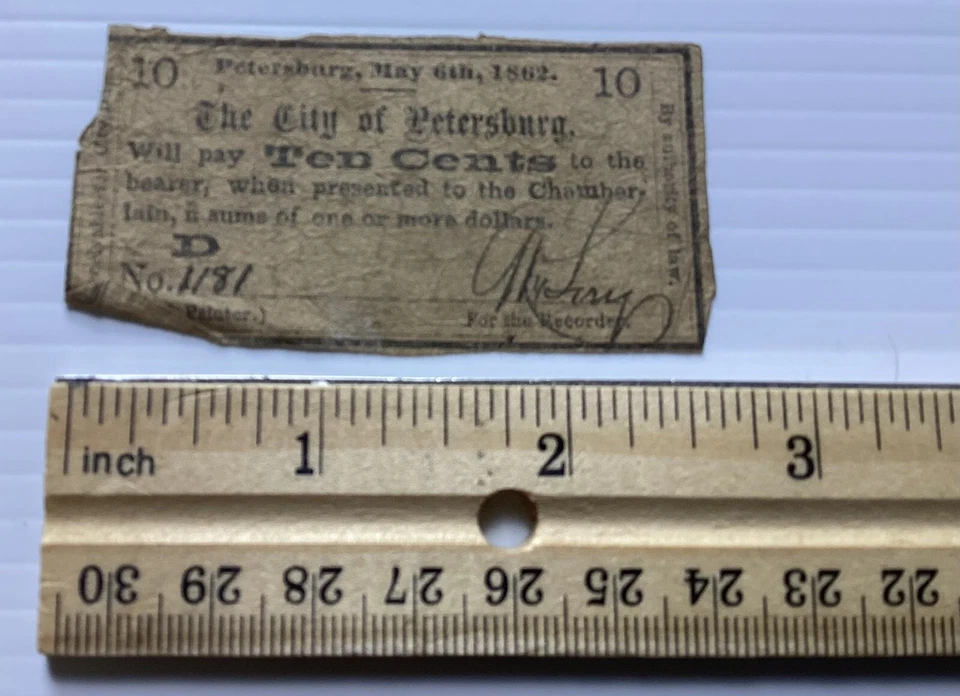 10 Petersburg, May 6th, 1862. 10
The City of Petersburg,
Will pay Ten Cents to the
bearer, when presented to the Chamber-
lain, in sums of one or more dollars.
D
No. 1181
Printer.) For the Recorder.
By authority of law.
1 2 3
inch
30 29 28 27 26 25 24 23 22